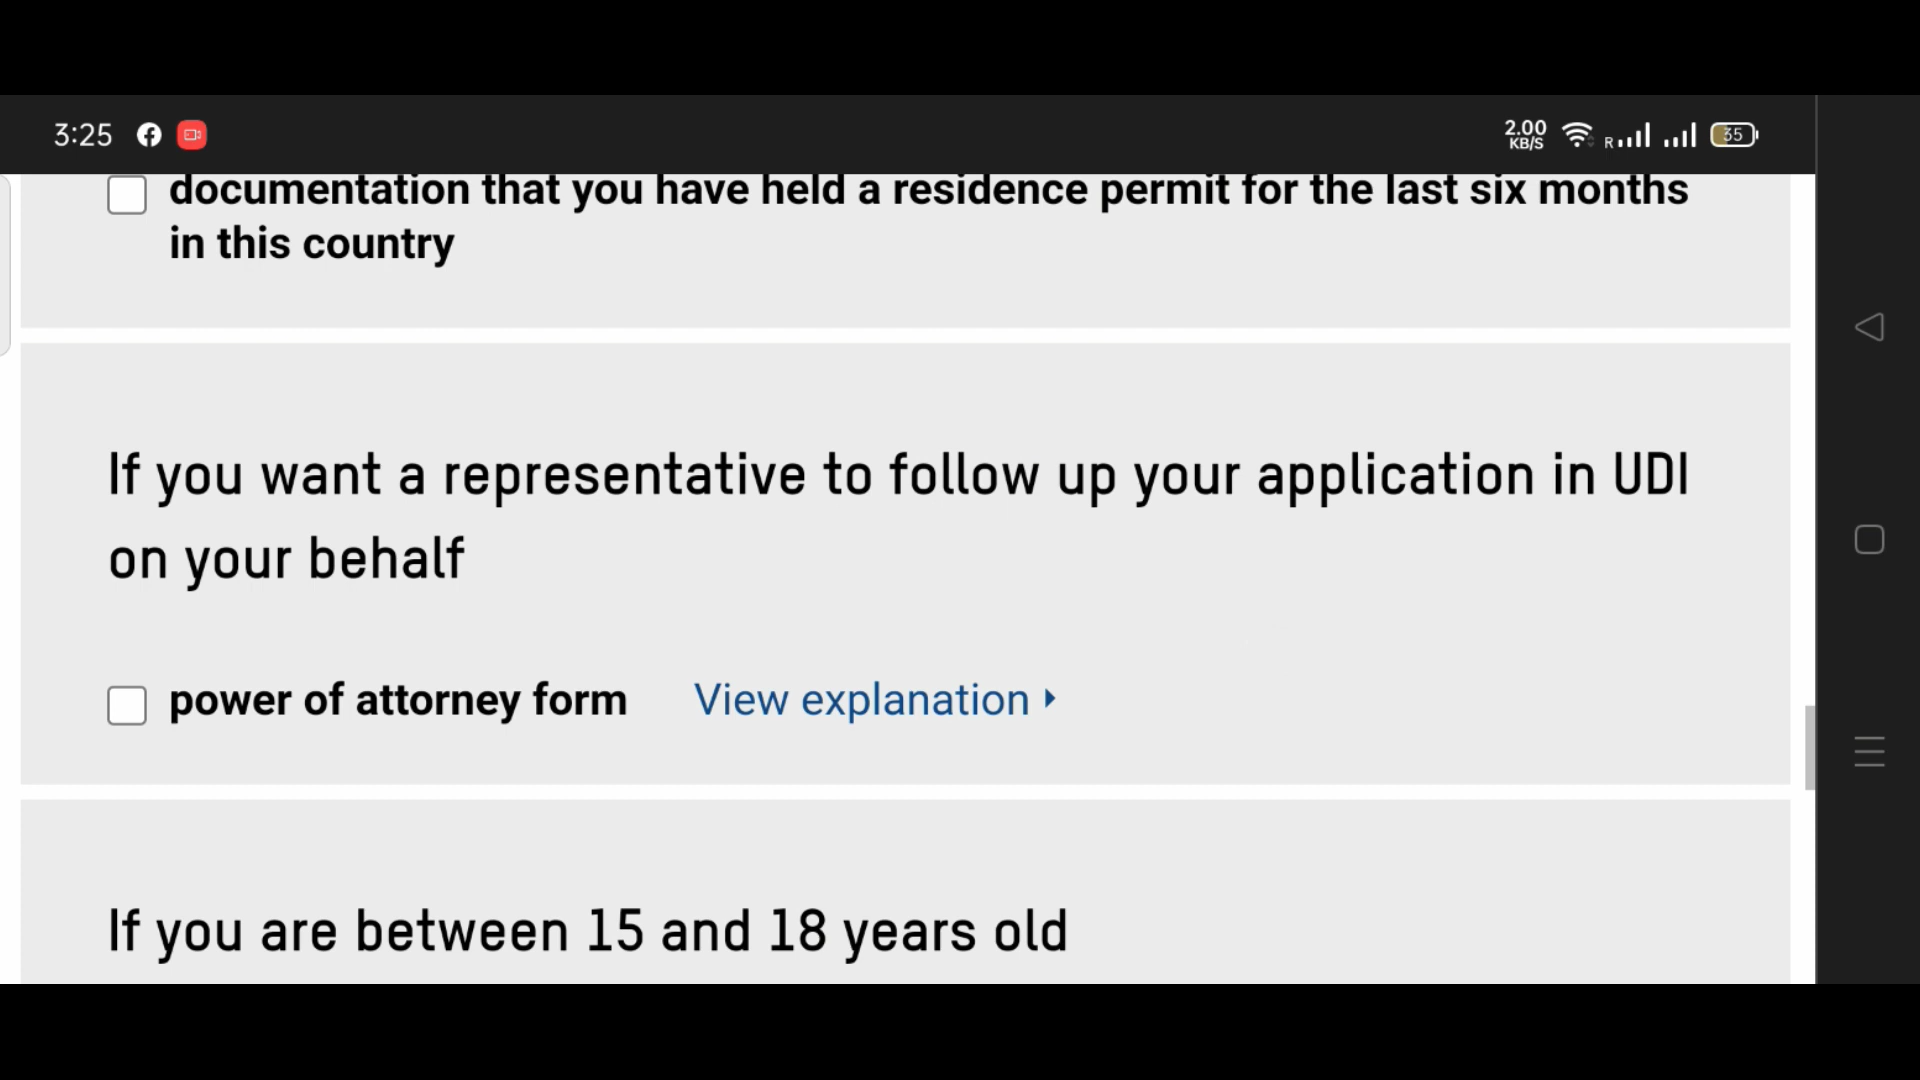 3:25
2.00
KB/S
R
35
documentation that you have held a residence permit for the last six months
in this country
If you want a representative to follow up your application in UDI
on your behalf
power of attorney form View explanation
If you are between 15 and 18 years old